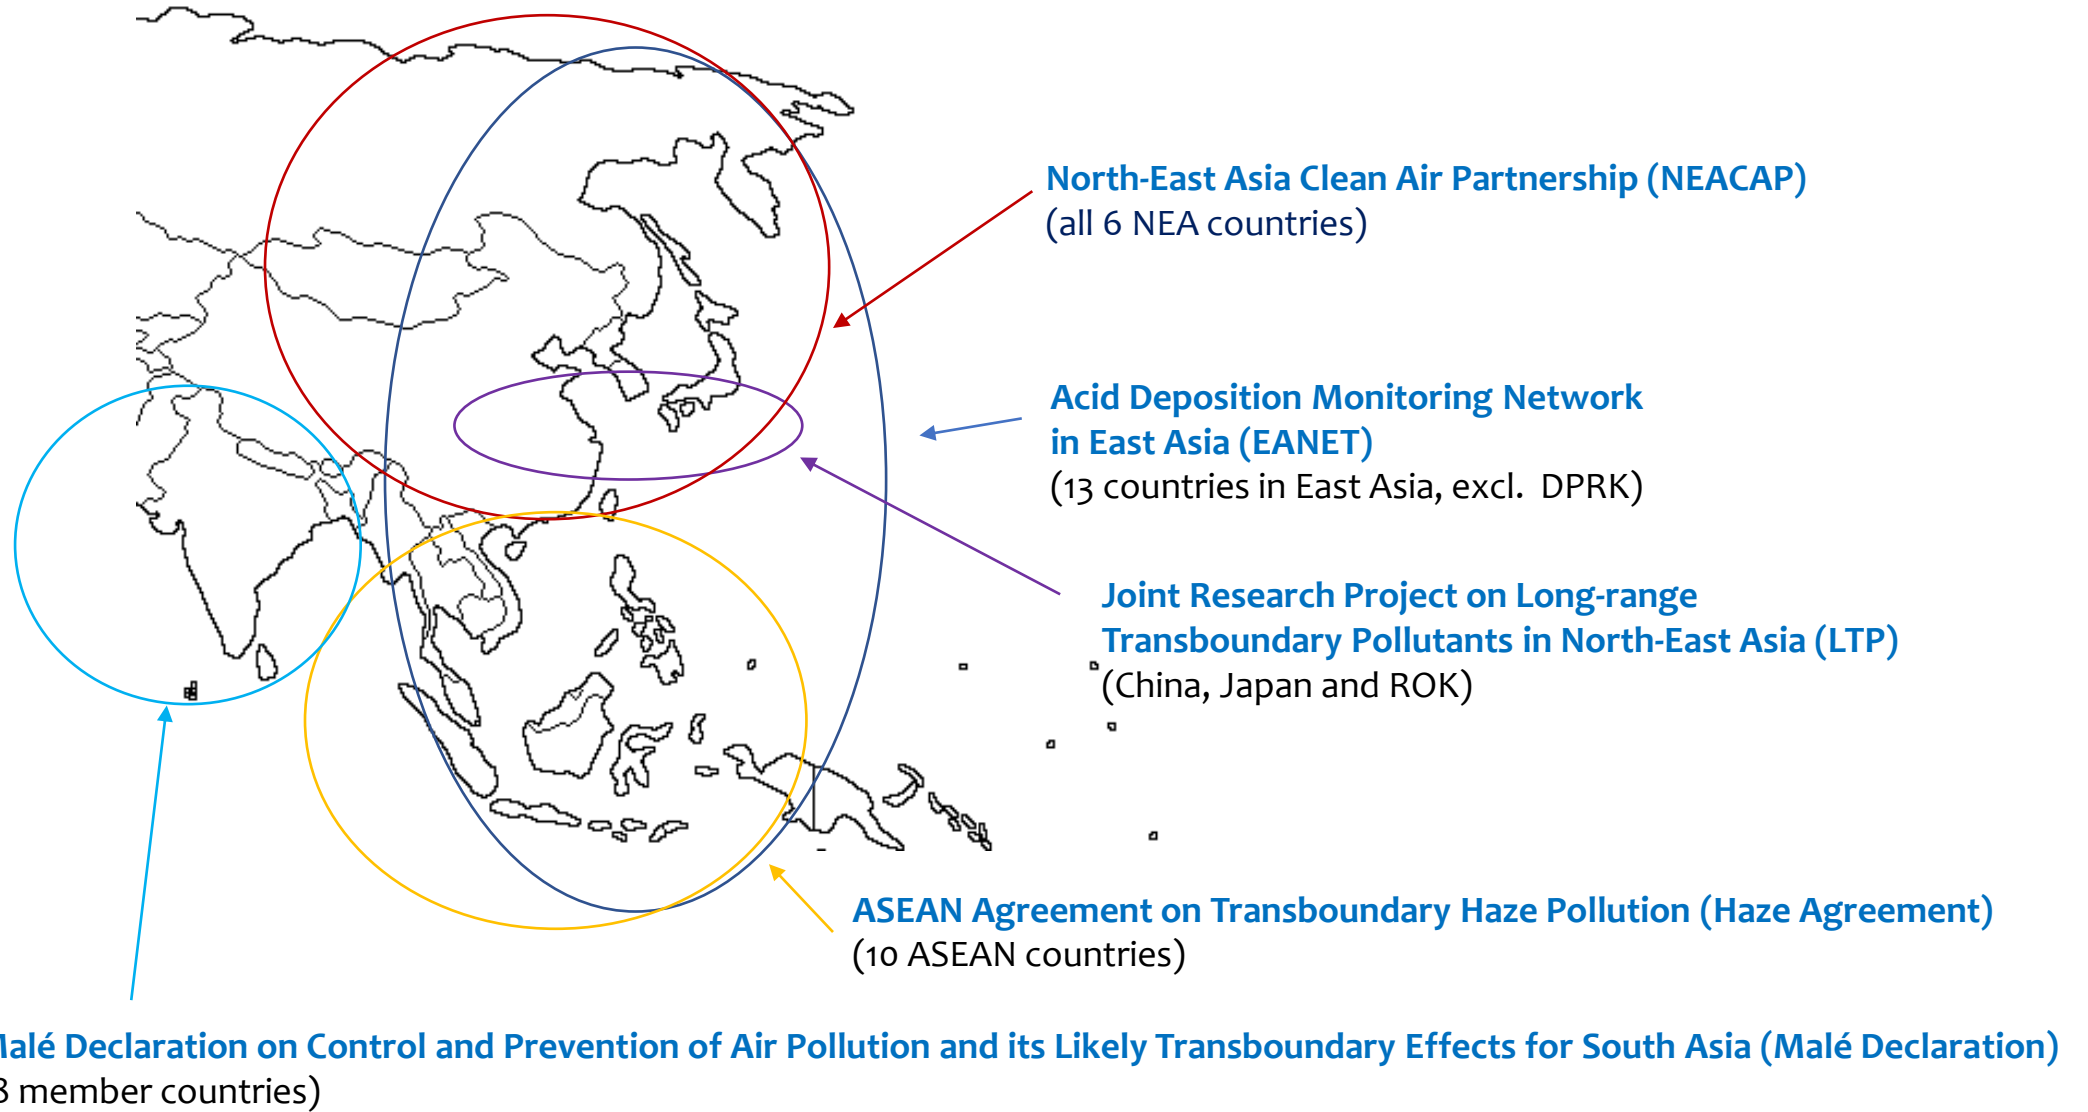 North-East Asia Clean Air Partnership (NEACAP)
(all 6 NEA countries)
Acid Deposition Monitoring Network
in East Asia (EANET)
(13 countries in East Asia, excl. DPRK)
Joint Research Project on Long-range
Transboundary Pollutants in North-East Asia (LTP)
(China, Japan and ROK)
ASEAN Agreement on Transboundary Haze Pollution (Haze Agreement)
(10 ASEAN countries)
Malé Declaration on Control and Prevention of Air Pollution and its Likely Transboundary Effects for South Asia (Malé Declaration)
8 member countries)